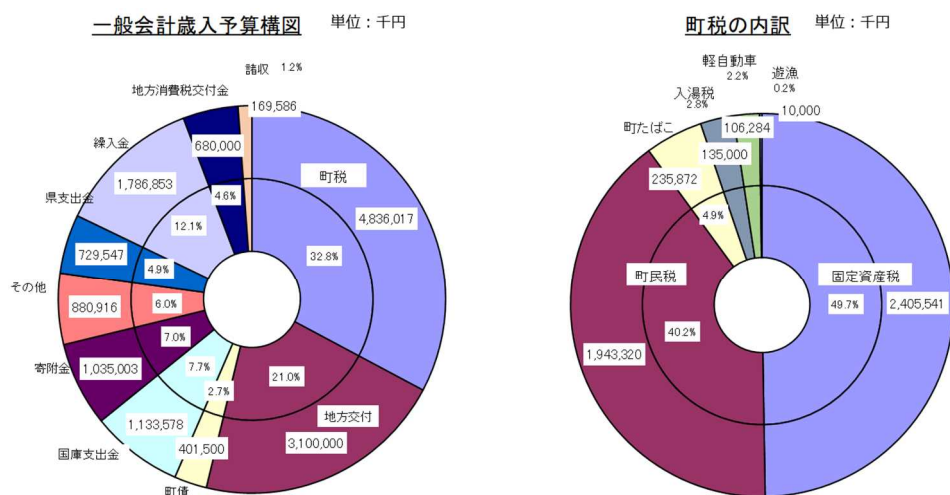 一般会計歳入予算構図
単位：千円
諸収
1.2%
169,586
町税
4,836,017
32.8%
地方交付
3,100,000
21.0%
町債
401,500
2.7%
国庫支出金
1,133,578
7.7%
寄附金
1,035,003
7.0%
その他
880,916
6.0%
県支出金
729,547
4.9%
繰入金
1,786,853
12.1%
地方消費税交付金
680,000
4.6%
町税の内訳
単位：千円
固定資産税
49.7%
2,405,541
町民税
40.2%
1,943,320
町たばこ
235,872
4.9%
入湯税
2.8%
135,000
軽自動車
2.2%
106,284
遊漁
0.2%
10,000